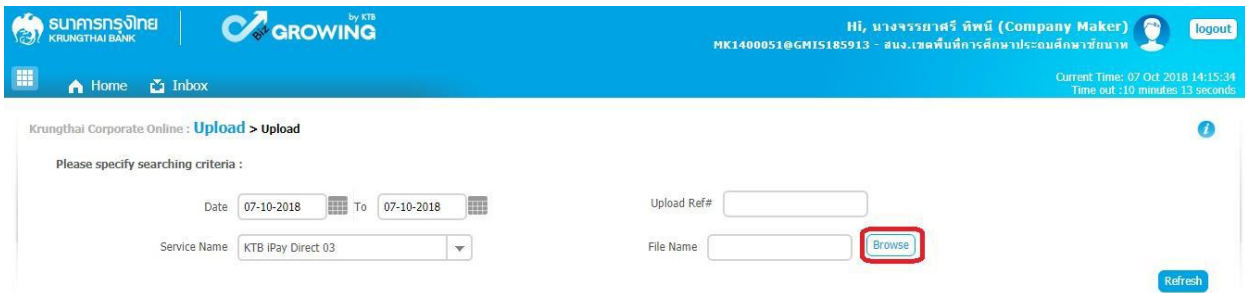 ธนาคารกรุงไทย
KRUNGTHAI BANK
by KTB
Biz GROWING
Hi, นางจรรยาศรี ทิพนี (Company Maker)
MK1400051@GMIS185913 - สนง.เขตพื้นที่การศึกษาประถมศึกษาชัยนาท
logout
Home
Inbox
Current Time: 07 Oct 2018 14:15:34
Time out :10 minutes 13 seconds
Krungthai Corporate Online : Upload > Upload
Please specify searching criteria :
Date 07-10-2018 To 07-10-2018 Upload Ref#
Service Name KTB iPay Direct 03 File Name Browse
Refresh